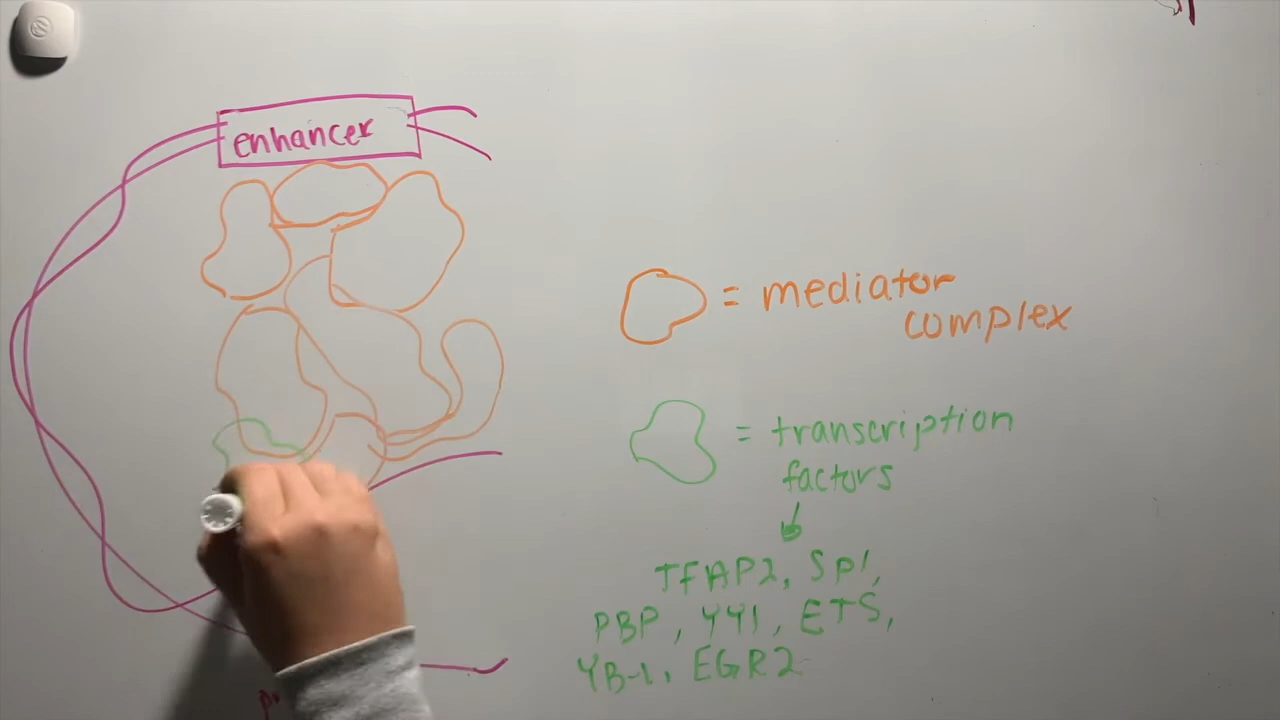 enhancer
= mediator
complex
= transcription
factors
TFAP2, SP1,
PBP, YY1, ETS,
YB-1, EGR2